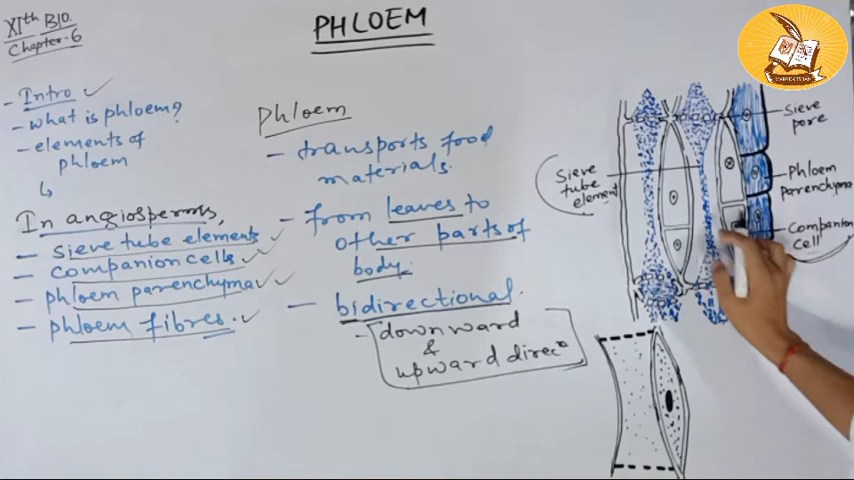 XIth BIO.
Chapter-6
PHLOEM
- Intro
- what is phloem?
- elements of
phloem
In angiosperms,
- sieve tube elements
- companion cells
- phloem parenchyma
- phloem fibres.
Phloem
- transports food
materials.
- from leaves to
other parts of
body.
- bidirectional.
- downward
&
upward direcn
Sieve
tube
element
Sieve
pore
Phloem
parenchyma
Companion
Cell